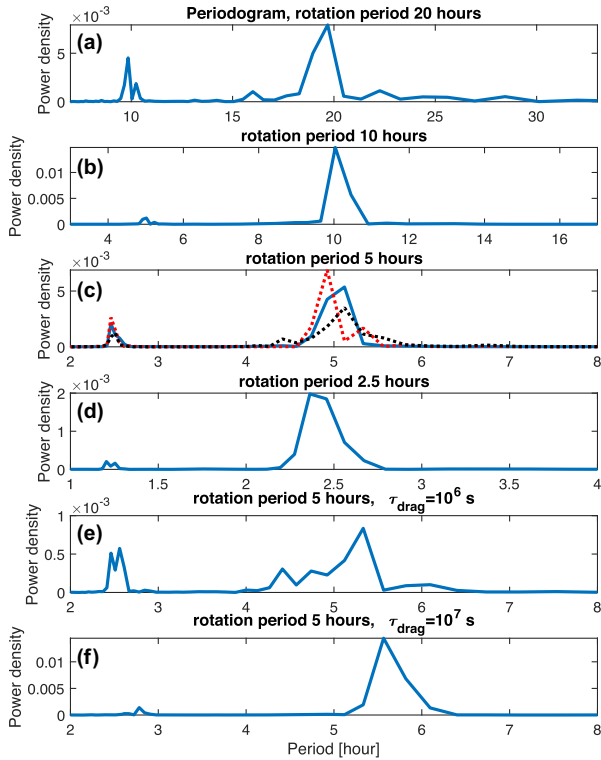 Periodogram, rotation period 20 hours
×10-3
(a)
5
0
10 15 20 25 30
Power density
rotation period 10 hours
(b)
0.01
0.005
0
4 6 8 10 12 14 16
Power density
rotation period 5 hours
×10-3
(c)
5
0
2 3 4 5 6 7 8
Power density
rotation period 2.5 hours
×10-3
(d)
2
1
0
1 1.5 2 2.5 3 3.5 4
Power density
rotation period 5 hours, τdrag=106 s
×10-3
(e)
1
0.5
0
2 3 4 5 6 7 8
Power density
rotation period 5 hours, τdrag=107 s
(f)
0.01
0.005
0
2 3 4 5 6 7 8
Power density
Period [hour]